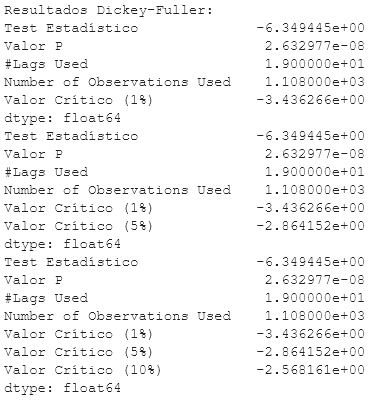 Resultados Dickey-Fuller:
Test Estadístico -6.349445e+00
Valor P 2.632977e-08
#Lags Used 1.900000e+01
Number of Observations Used 1.108000e+03
Valor Crítico (1%) -3.436266e+00
dtype: float64
Test Estadístico -6.349445e+00
Valor P 2.632977e-08
#Lags Used 1.900000e+01
Number of Observations Used 1.108000e+03
Valor Crítico (1%) -3.436266e+00
Valor Crítico (5%) -2.864152e+00
dtype: float64
Test Estadístico -6.349445e+00
Valor P 2.632977e-08
#Lags Used 1.900000e+01
Number of Observations Used 1.108000e+03
Valor Crítico (1%) -3.436266e+00
Valor Crítico (5%) -2.864152e+00
Valor Crítico (10%) -2.568161e+00
dtype: float64